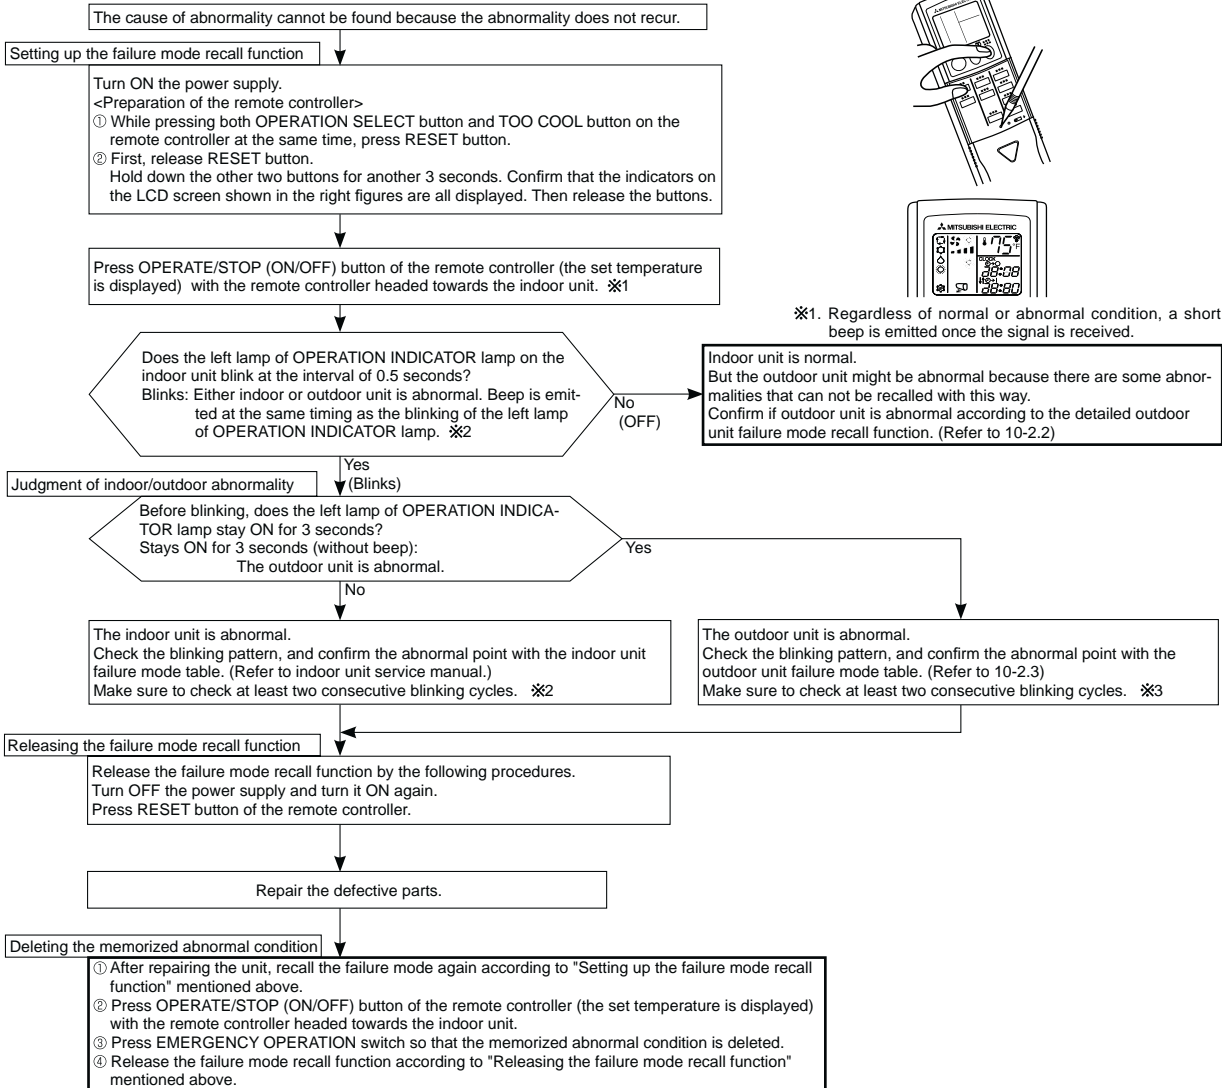 The cause of abnormality cannot be found because the abnormality does not recur.
Setting up the failure mode recall function
Turn ON the power supply.
<Preparation of the remote controller>
① While pressing both OPERATION SELECT button and TOO COOL button on the
remote controller at the same time, press RESET button.
② First, release RESET button.
Hold down the other two buttons for another 3 seconds. Confirm that the indicators on
the LCD screen shown in the right figures are all displayed. Then release the buttons.
MITSUBISHI ELECTRIC
75°F
CLOCK
Press OPERATE/STOP (ON/OFF) button of the remote controller (the set temperature
is displayed) with the remote controller headed towards the indoor unit. ※1
※1. Regardless of normal or abnormal condition, a short
beep is emitted once the signal is received.
Does the left lamp of OPERATION INDICATOR lamp on the
indoor unit blink at the interval of 0.5 seconds?
Blinks: Either indoor or outdoor unit is abnormal. Beep is emit-
ted at the same timing as the blinking of the left lamp
of OPERATION INDICATOR lamp. ※2
No
(OFF)
Indoor unit is normal.
But the outdoor unit might be abnormal because there are some abnor-
malities that can not be recalled with this way.
Confirm if outdoor unit is abnormal according to the detailed outdoor
unit failure mode recall function. (Refer to 10-2.2)
Yes
(Blinks)
Judgment of indoor/outdoor abnormality
Before blinking, does the left lamp of OPERATION INDICA-
TOR lamp stay ON for 3 seconds?
Stays ON for 3 seconds (without beep):
The outdoor unit is abnormal.
Yes
No
The indoor unit is abnormal.
Check the blinking pattern, and confirm the abnormal point with the indoor unit
failure mode table. (Refer to indoor unit service manual.)
Make sure to check at least two consecutive blinking cycles. ※2
The outdoor unit is abnormal.
Check the blinking pattern, and confirm the abnormal point with the
outdoor unit failure mode table. (Refer to 10-2.3)
Make sure to check at least two consecutive blinking cycles. ※3
Releasing the failure mode recall function
Release the failure mode recall function by the following procedures.
Turn OFF the power supply and turn it ON again.
Press RESET button of the remote controller.
Repair the defective parts.
Deleting the memorized abnormal condition
① After repairing the unit, recall the failure mode again according to "Setting up the failure mode recall
function" mentioned above.
② Press OPERATE/STOP (ON/OFF) button of the remote controller (the set temperature is displayed)
with the remote controller headed towards the indoor unit.
③ Press EMERGENCY OPERATION switch so that the memorized abnormal condition is deleted.
④ Release the failure mode recall function according to "Releasing the failure mode recall function"
mentioned above.